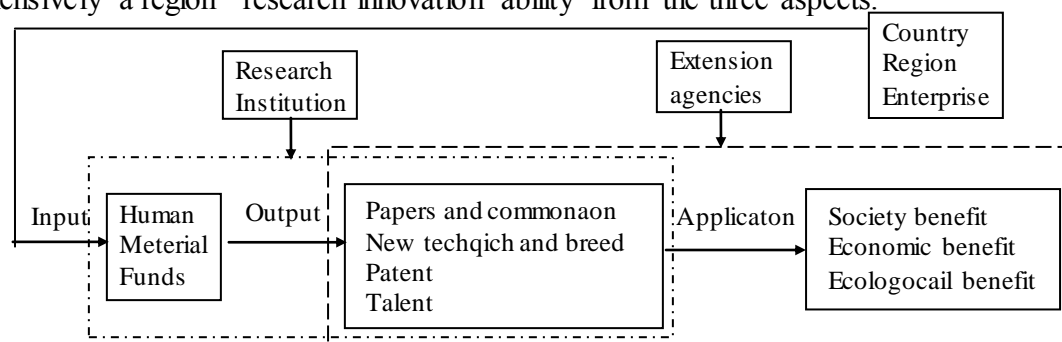 ensively a region research innovation ability from the three aspects.
Country
Region
Enterprise
Research
Institution
Extension
agencies
Input
Human
Meterial
Funds
Output
Papers and commonaon
New techqich and breed
Patent
Talent
Applicaton
Society benefit
Economic benefit
Ecologocail benefit